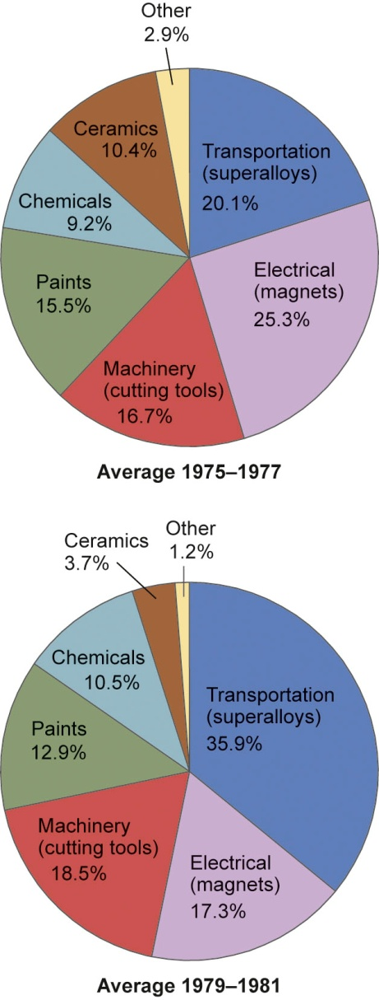 Other
2.9%
Ceramics
10.4%
Transportation
(superalloys)
20.1%
Chemicals
9.2%
Electrical
(magnets)
25.3%
Paints
15.5%
Machinery
(cutting tools)
16.7%
Average 1975–1977
Other
1.2%
Ceramics
3.7%
Chemicals
10.5%
Transportation
(superalloys)
35.9%
Paints
12.9%
Machinery
(cutting tools)
18.5%
Electrical
(magnets)
17.3%
Average 1979–1981